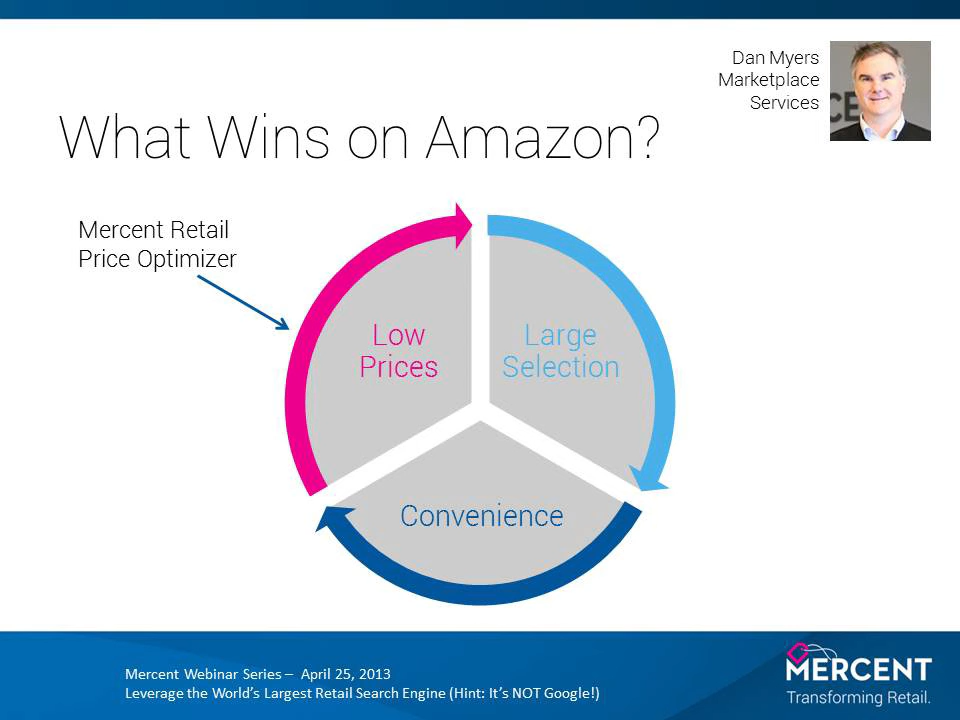 Dan Myers
Marketplace
Services
CE
What Wins on Amazon?
Mercent Retail
Price Optimizer
Low
Prices
Large
Selection
Convenience
Mercent Webinar Series – April 25, 2013
Leverage the World's Largest Retail Search Engine (Hint: It's NOT Google!)
MERCENT
Transforming Retail.